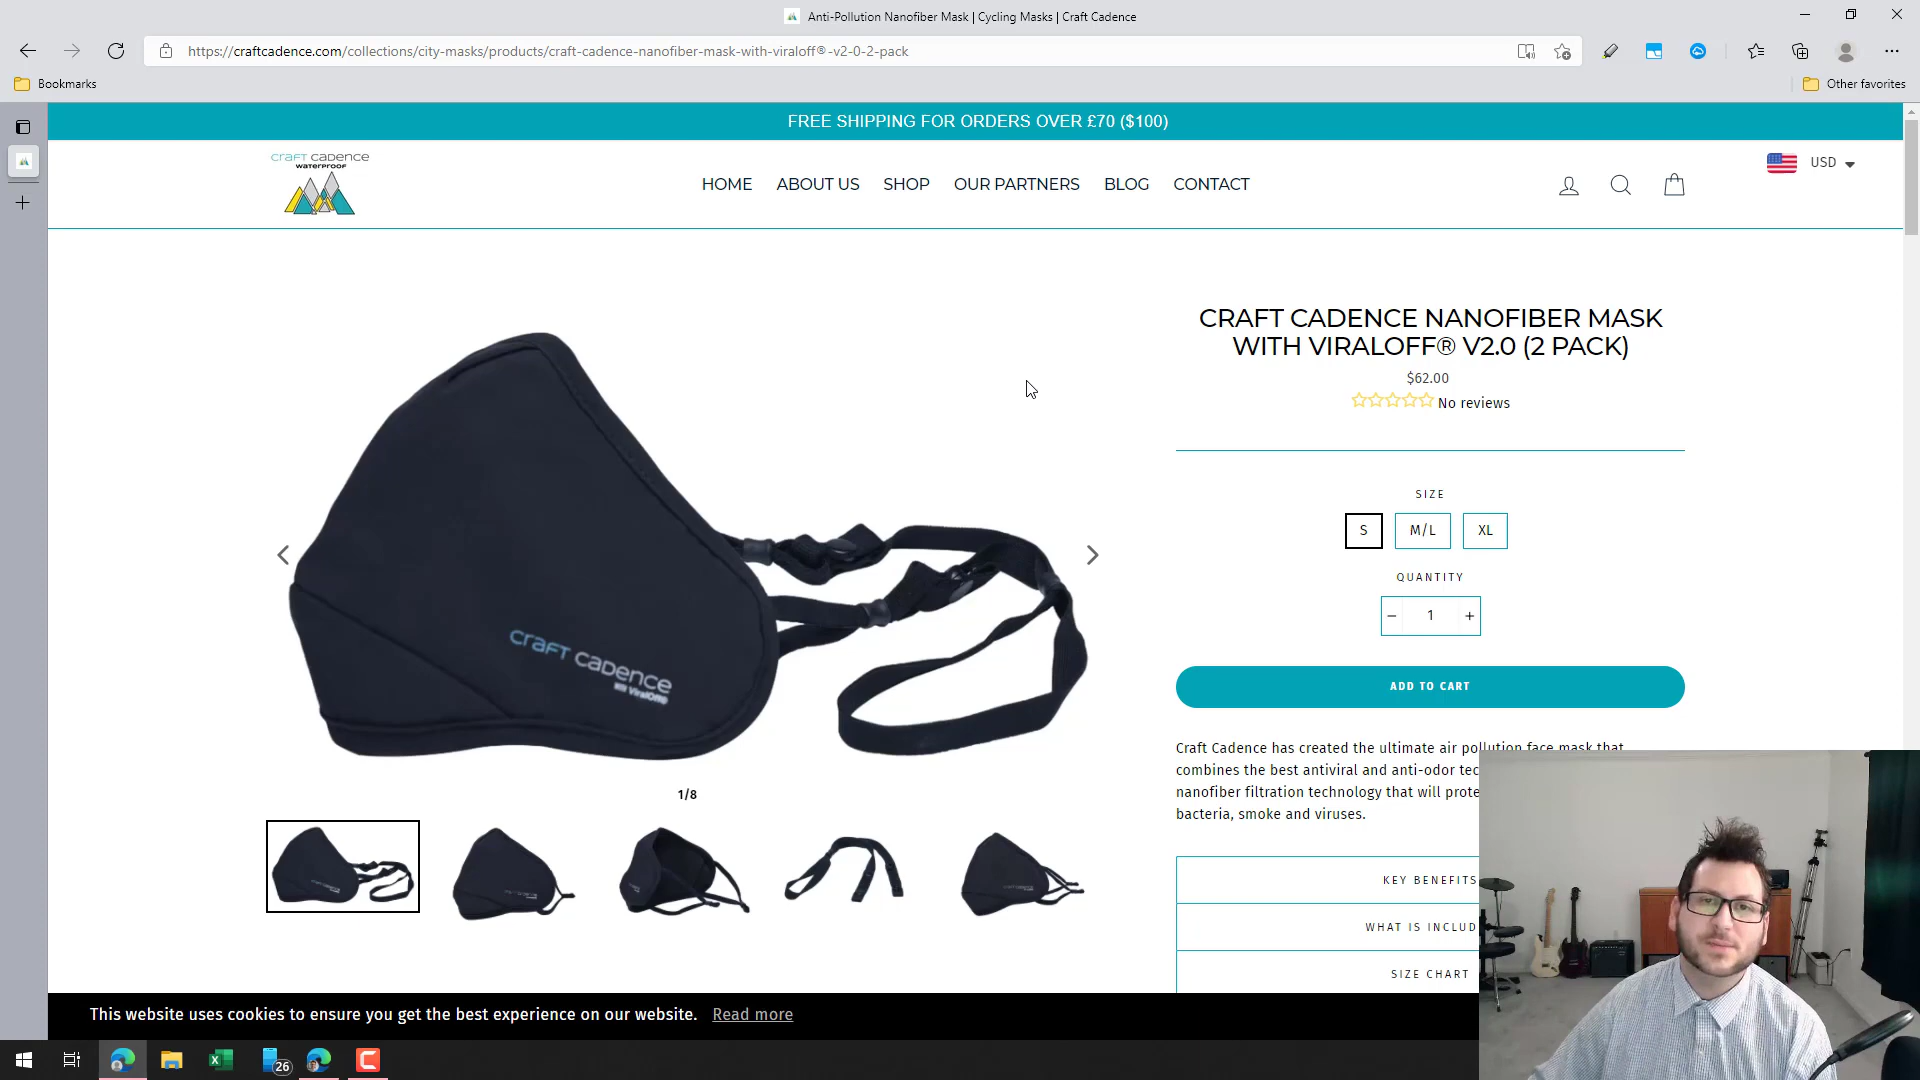 Anti-Pollution Nanofiber Mask | Cycling Masks | Craft Cadence
https://craftcadence.com/collections/city-masks/products/craft-cadence-nanofiber-mask-with-viraloff®-v2-0-2-pack
Bookmarks
Other favorites
FREE SHIPPING FOR ORDERS OVER £70 ($100)
craft cadence
WATERPROOF
HOME ABOUT US SHOP OUR PARTNERS BLOG CONTACT
USD
CRAFT CADENCE NANOFIBER MASK
WITH VIRALOFF® V2.0 (2 PACK)
$62.00
No reviews
SIZE
S M/L XL
QUANTITY
− 1 +
ADD TO CART
craft cadence
with ViralOff®
1/8
Craft Cadence has created the ultimate air pollution face mask that
combines the best antiviral and anti-odor tec
nanofiber filtration technology that will prote
bacteria, smoke and viruses.
KEY BENEFITS
WHAT IS INCLUD
SIZE CHART
This website uses cookies to ensure you get the best experience on our website. Read more
26